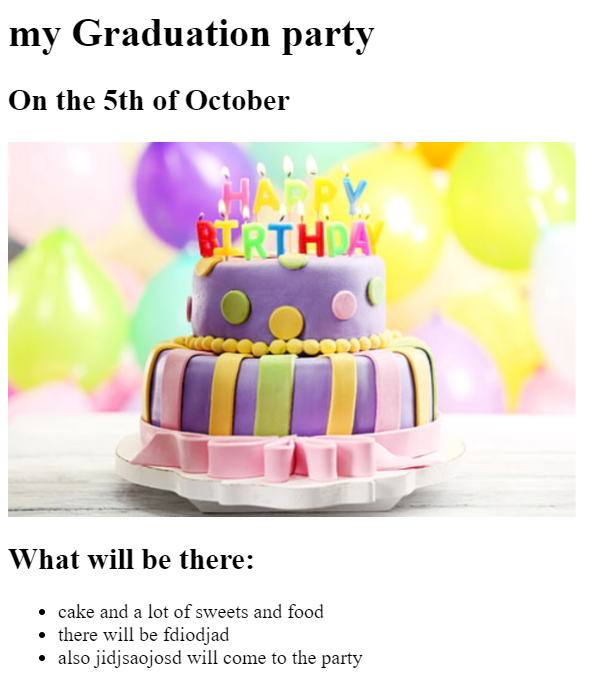 my Graduation party
On the 5th of October
HAPPY
BIRTHDAY
What will be there:
cake and a lot of sweets and food
there will be fdiodjad
also jidjsaojosd will come to the party